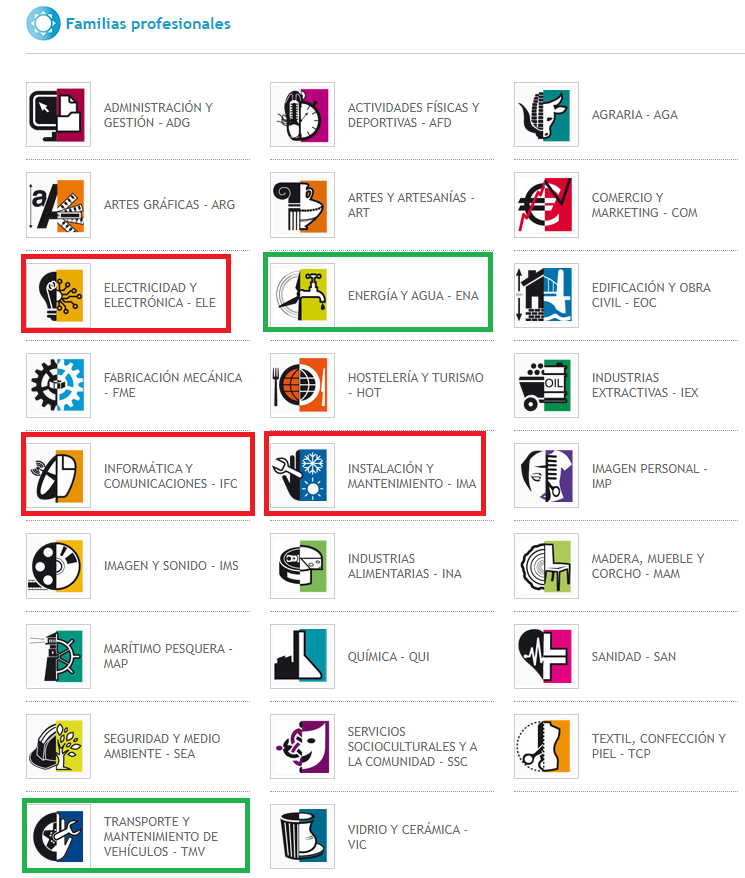 Familias profesionales
ADMINISTRACIÓN Y
GESTIÓN - ADG
ACTIVIDADES FÍSICAS Y
DEPORTIVAS - AFD
AGRARIA - AGA
aA
ARTES GRÁFICAS - ARG
ARTES Y ARTESANÍAS -
ART
COMERCIO Y
MARKETING - COM
ELECTRICIDAD Y
ELECTRÓNICA - ELE
ENERGÍA Y AGUA - ENA
EDIFICACIÓN Y OBRA
CIVIL - EOC
FABRICACIÓN MECÁNICA
- FME
HOSTELERÍA Y TURISMO
- HOT
OIL
INDUSTRIAS
EXTRACTIVAS - IEX
INFORMÁTICA Y
COMUNICACIONES - IFC
INSTALACIÓN Y
MANTENIMIENTO - IMA
IMAGEN PERSONAL -
IMP
IMAGEN Y SONIDO - IMS
INDUSTRIAS
ALIMENTARIAS - INA
MADERA, MUEBLE Y
CORCHO - MAM
MARÍTIMO PESQUERA -
MAP
QUÍMICA - QUI
SANIDAD - SAN
SEGURIDAD Y MEDIO
AMBIENTE - SEA
SERVICIOS
SOCIOCULTURALES Y A
LA COMUNIDAD - SSC
TEXTIL, CONFECCIÓN Y
PIEL - TCP
TRANSPORTE Y
MANTENIMIENTO DE
VEHÍCULOS - TMV
VIDRIO Y CERÁMICA -
VIC